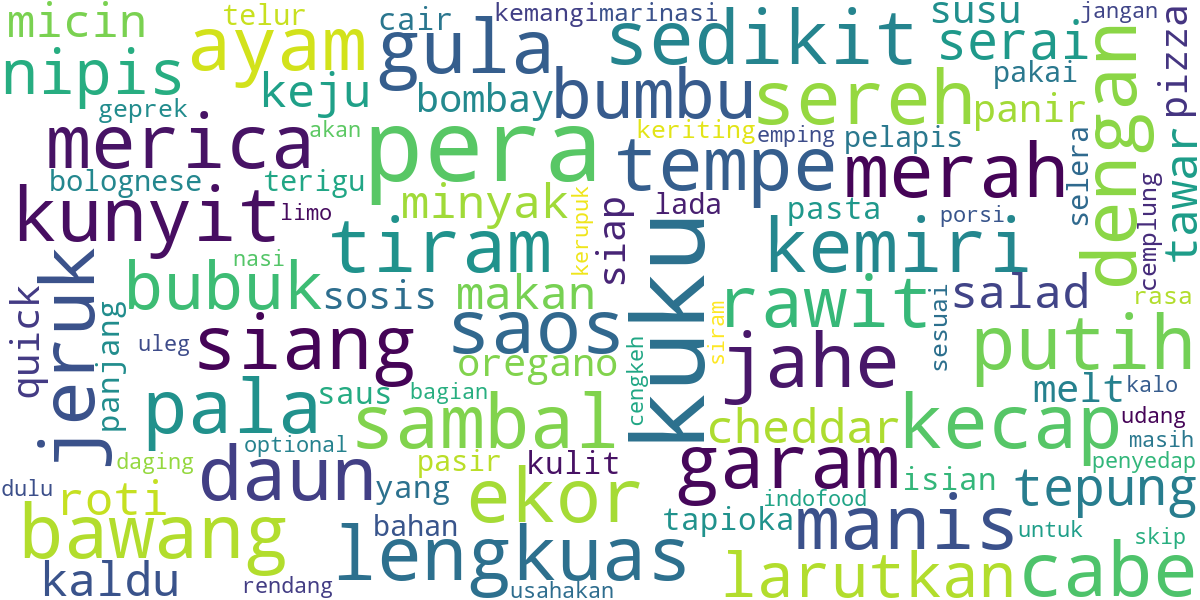 micin
telur
cair
kemangi
marinasi
sedikit
susu
jangan
nipis
ayam
gula
serai
pizza
geprek
keju
bombay
bumbu
sereh
pakai
panir
dengan
merica
akan
pera
keriting
emping
pelapis
tempe
merah
tawar
selera
bolognese
terigu
kunyit
limo
minyak
kerupuk
siap
lada
pasta
porsi
cemplung
tiram
kuku
kemiri
nasi
jeruk
bubuk
sosis
makan
rawit
salad
rasa
quick
panjang
uleg
siang
saos
siram
sesuai
jahe
putih
oregano
cengkeh
melt
kalo
pala
saus
bagian
sambal
cheddar
kecap
udang
optional
masih
daging
daun
pasir
kulit
garam
penyedap
dulu
roti
yang
ekor
isian
tepung
indofood
bawang
bahan
tapioka
manis
untuk
skip
kaldu
lengkuas
rendang
usahakan
larutkan
cabe